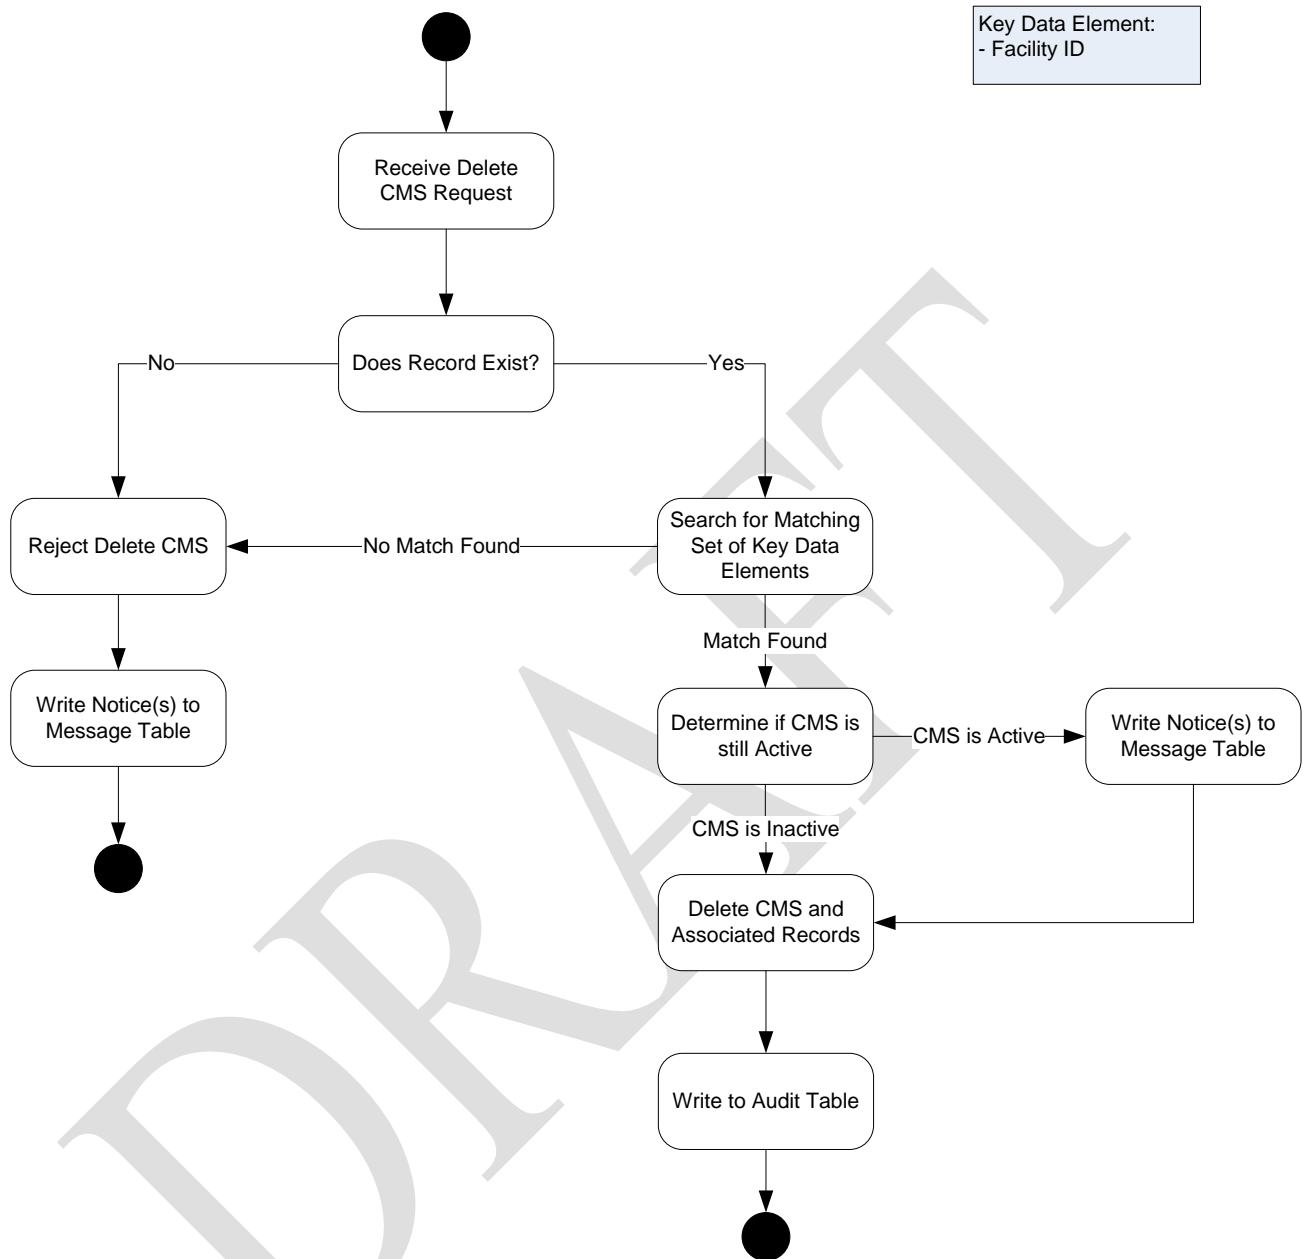 Key Data Element:
- Facility ID
Receive Delete
CMS Request
Does Record Exist?
No
Yes
Reject Delete CMS
No Match Found
Search for Matching
Set of Key Data
Elements
Match Found
Write Notice(s) to
Message Table
Determine if CMS is
still Active
CMS is Active
Write Notice(s) to
Message Table
CMS is Inactive
Delete CMS and
Associated Records
Write to Audit Table
DRAFT